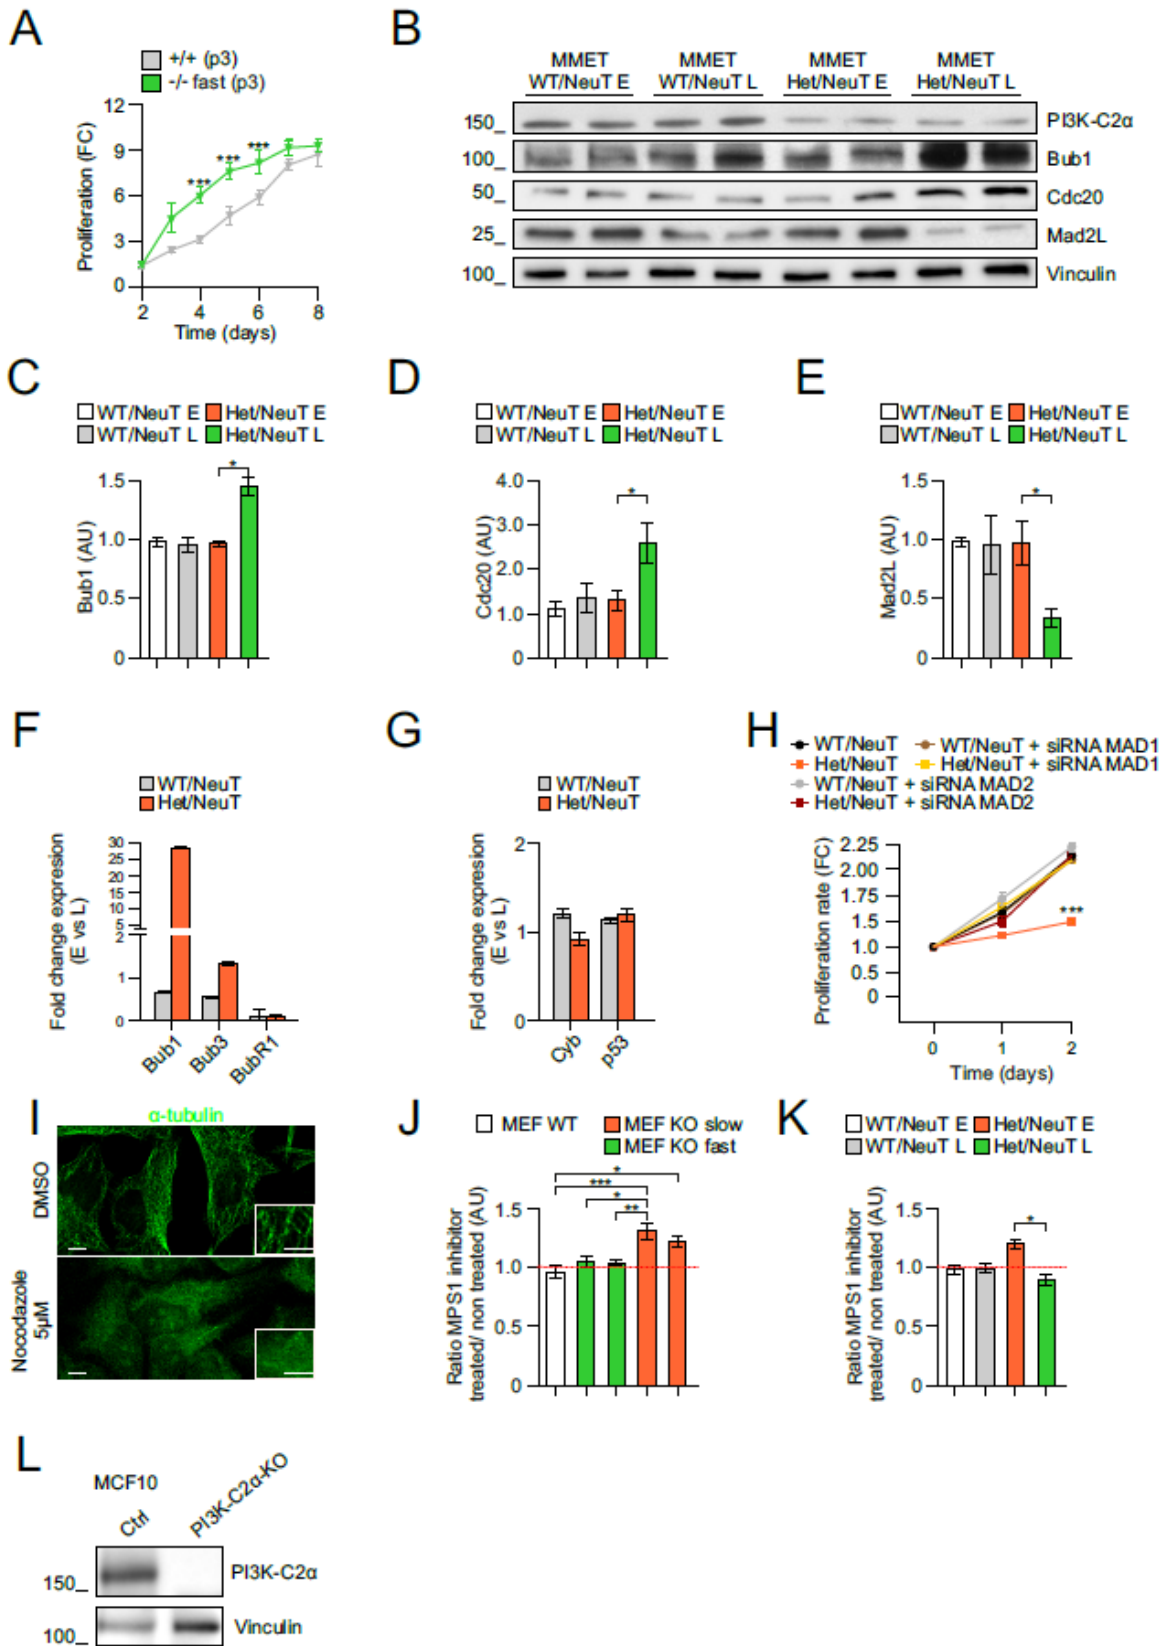 A
+/+ (p3)
-/- fast (p3)
Proliferation (FC)
12
9
6
3
0
***
***
***
2 4 6 8
Time (days)
B
MMET MMET MMET MMET
WT/NeuT E WT/NeuT L Het/NeuT E Het/NeuT L
150_ PI3K-C2α
100_ Bub1
50_ Cdc20
25_ Mad2L
100_ Vinculin
C
WT/NeuT E Het/NeuT E
WT/NeuT L Het/NeuT L
Bub1 (AU)
1.5
1.0
0.5
0
*
D
WT/NeuT E Het/NeuT E
WT/NeuT L Het/NeuT L
Cdc20 (AU)
4.0
3.0
2.0
1.0
0
*
E
WT/NeuT E Het/NeuT E
WT/NeuT L Het/NeuT L
Mad2L (AU)
1.5
1.0
0.5
0
*
F
WT/NeuT
Het/NeuT
Fold change expresion
(E vs L)
30
25
20
15
10
5
2
1
0
Bub1 Bub3 BubR1
G
WT/NeuT
Het/NeuT
Fold change expresion
(E vs L)
2
1
0
Cyb p53
H
WT/NeuT WT/NeuT + siRNA MAD1
Het/NeuT Het/NeuT + siRNA MAD1
WT/NeuT + siRNA MAD2
Het/NeuT + siRNA MAD2
Proliferation rate (FC)
2.25
2.00
1.75
1.5
1.0
0.5
0
***
0 1 2
Time (days)
I
α-tubulin
DMSO
Nocodazole
5µM
J
MEF WT MEF KO slow
MEF KO fast
Ratio MPS1 inhibitor
treated/ non treated (AU)
1.5
1.0
0.5
0
*
***
*
**
K
WT/NeuT E Het/NeuT E
WT/NeuT L Het/NeuT L
Ratio MPS1 inhibitor
treated/ non treated (AU)
1.5
1.0
0.5
0
*
L
MCF10
Ctrl PI3K-C2α-KO
150_ PI3K-C2α
100_ Vinculin